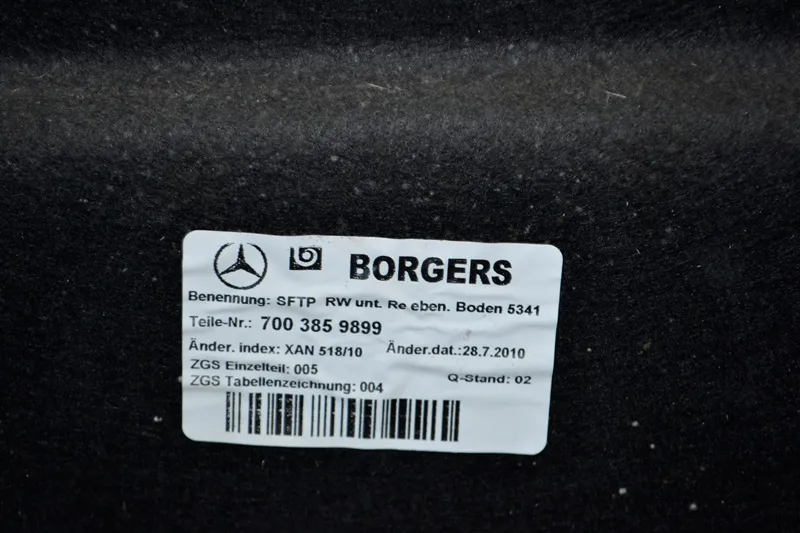 BORGERS
Benennung: SFTP RW unt. Re eben. Boden 5341
Teile-Nr.: 700 385 9899
Änder. index: XAN 518/10 Änder.dat.:28.7.2010
ZGS Einzelteil: 005
Q-Stand: 02
ZGS Tabellenzeichnung: 004